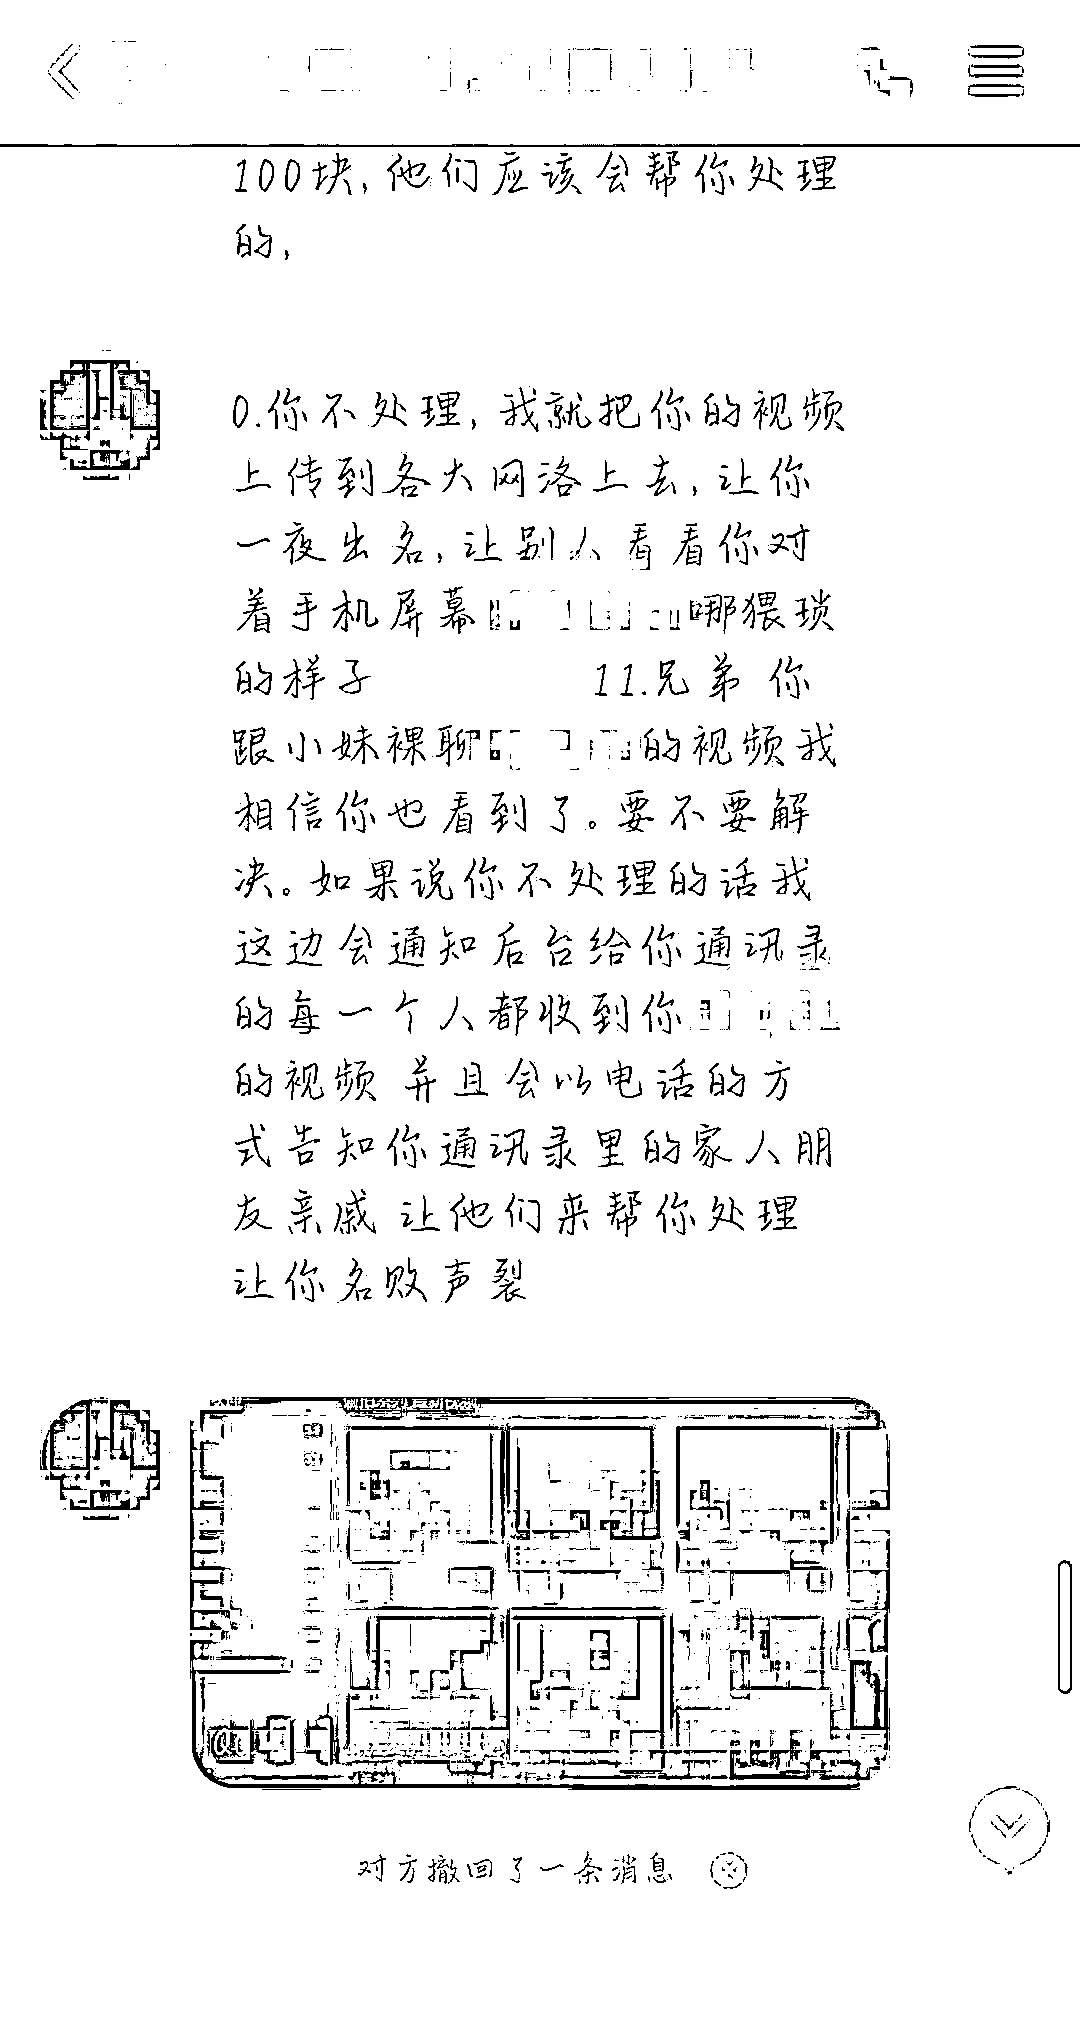 100块,他们应该会帮你处理
的,
0.你不处理,我就把你的视频
上传到各大网洛上去,让你
一夜出名,让别人看看你对
着手机屏幕 哪猥琐
的样子 11.兄弟 你
跟小妹裸聊 的视频我
相信你也看到了。要不要解
决。如果说你不处理的话我
这边会通知后台给你通讯录
的每一个人都收到你
的视频 并且会以电话的方
式告知你通讯录里的家人朋
友亲戚 让他们来帮你处理
让你名败声裂
对方撤回了一条消息